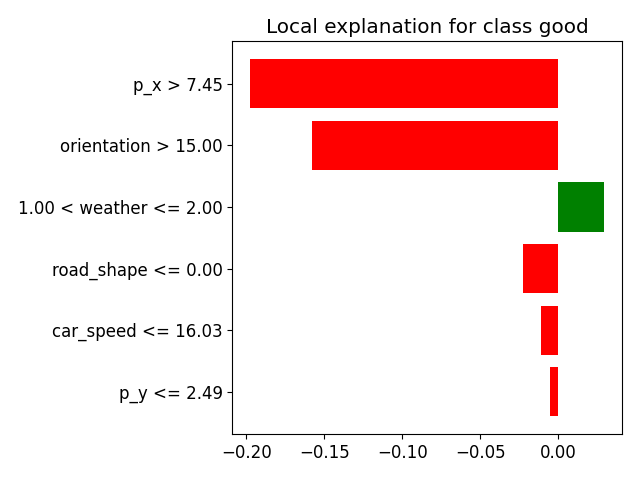 Local explanation for class good
p_x > 7.45
orientation > 15.00
1.00 < weather <= 2.00
road_shape <= 0.00
car_speed <= 16.03
p_y <= 2.49
−0.20 −0.15 −0.10 −0.05 0.00